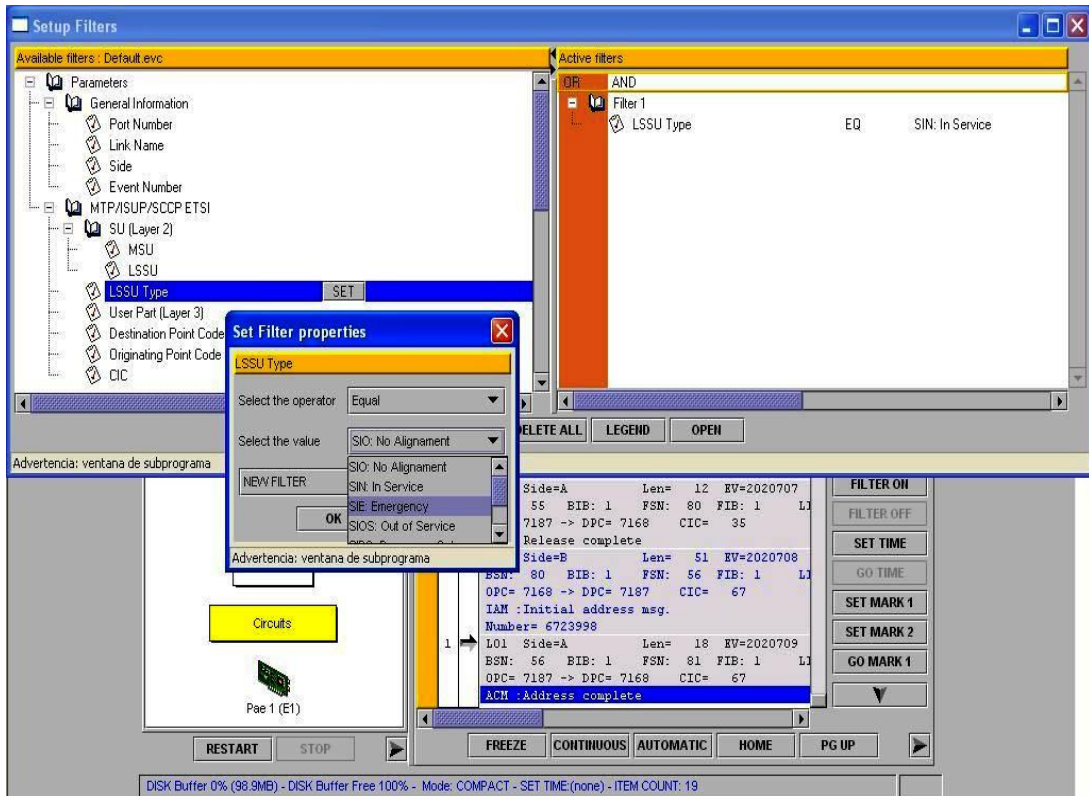 Setup Filters
Available filters : Default.evc
Parameters
General Information
Port Number
Link Name
Side
Event Number
MTP/ISUP/SCCP ETSI
SU (Layer 2)
MSU
LSSU
LSSU Type SET
User Part (Layer 3)
Destination Point Code
Originating Point Code
CIC
Active filters
OR AND
Filter 1
LSSU Type EQ SIN: In Service
ELETE ALL LEGEND OPEN
Advertencia: ventana de subprograma
Set Filter properties
LSSU Type
Select the operator Equal
Select the value SIO: No Alignament
SIO: No Alignament
SIN: In Service
SIE: Emergency
SIOS: Out of Service
NEW FILTER
OK
Advertencia: ventana de subprograma
Circuits
Pae 1 (E1)
RESTART STOP
Side=A Len= 12 EV=2020707
55 BIB: 1 FSN: 80 FIB: 1 LI
7187 -> DPC= 7168 CIC= 35
Release complete
Side=B Len= 51 EV=2020708
BSN: 80 BIB: 1 FSN: 56 FIB: 1 LI
OPC= 7168 -> DPC= 7187 CIC= 67
IAM :Initial address msg.
Number= 6723998
1 L01 Side=A Len= 18 EV=2020709
BSN: 56 BIB: 1 FSN: 81 FIB: 1 LI
OPC= 7187 -> DPC= 7168 CIC= 67
ACM :Address complete
FILTER ON
FILTER OFF
SET TIME
GO TIME
SET MARK 1
SET MARK 2
GO MARK 1
FREEZE CONTINUOUS AUTOMATIC HOME PG UP
DISK Buffer 0% (98.9MB) - DISK Buffer Free 100% - Mode: COMPACT - SET TIME:(none) - ITEM COUNT: 19